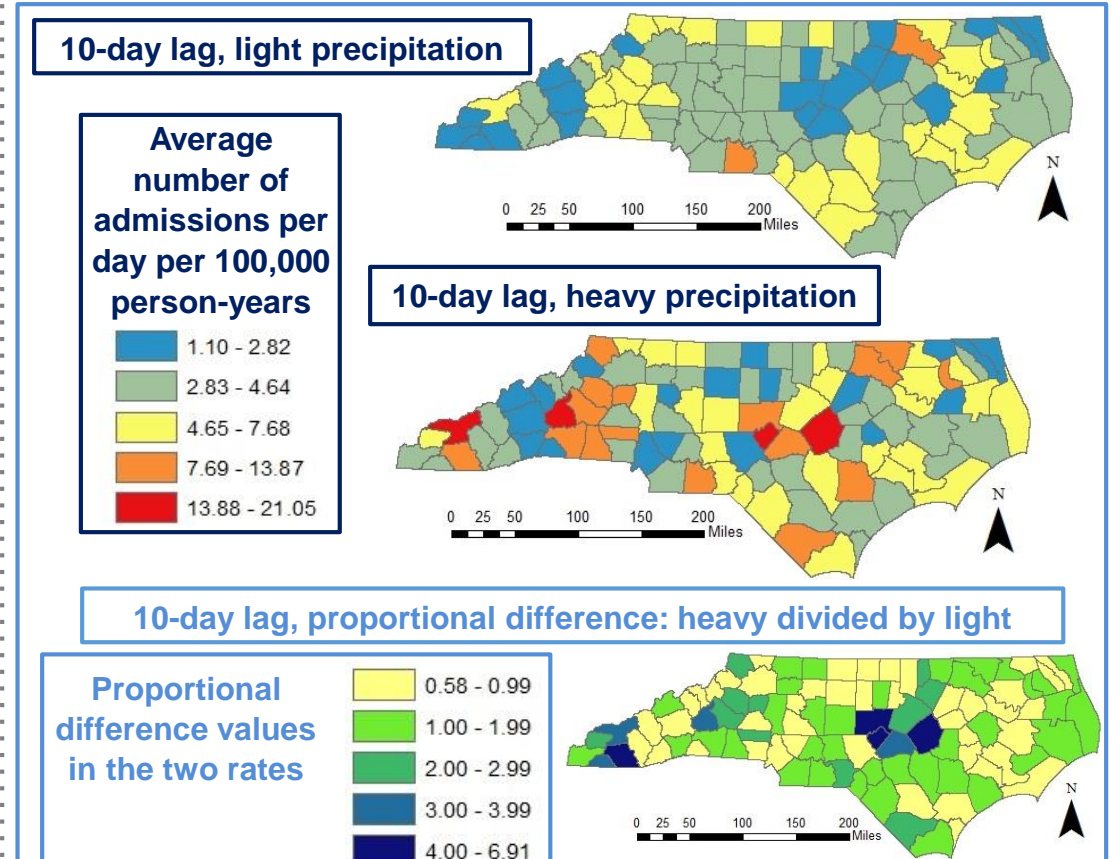 10-day lag, light precipitation
Average
number of
admissions per
day per 100,000
person-years
1.10 - 2.82
2.83 - 4.64
4.65 - 7.68
7.69 - 13.87
13.88 - 21.05
N
0 25 50 100 150 200
Miles
10-day lag, heavy precipitation
N
0 25 50 100 150 200
Miles
10-day lag, proportional difference: heavy divided by light
Proportional
difference values
in the two rates
0.58 - 0.99
1.00 - 1.99
2.00 - 2.99
3.00 - 3.99
4.00 - 6.91
N
0 25 50 100 150 200
Miles